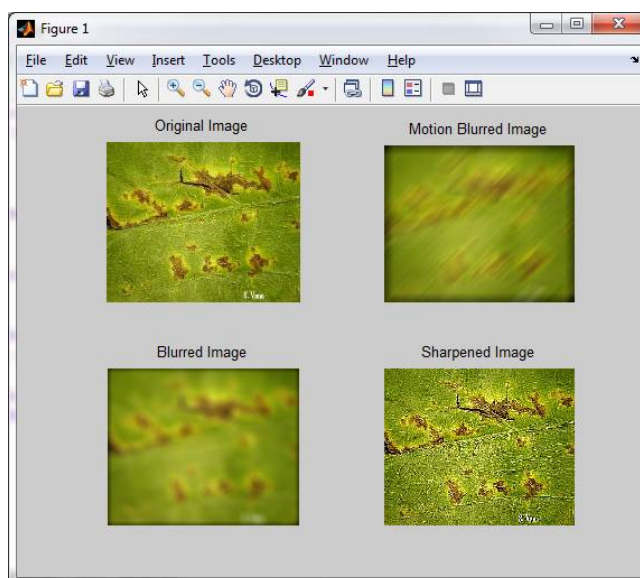 Figure 1
File Edit View Insert Tools Desktop Window Help
Original Image
Motion Blurred Image
Blurred Image
Sharpened Image